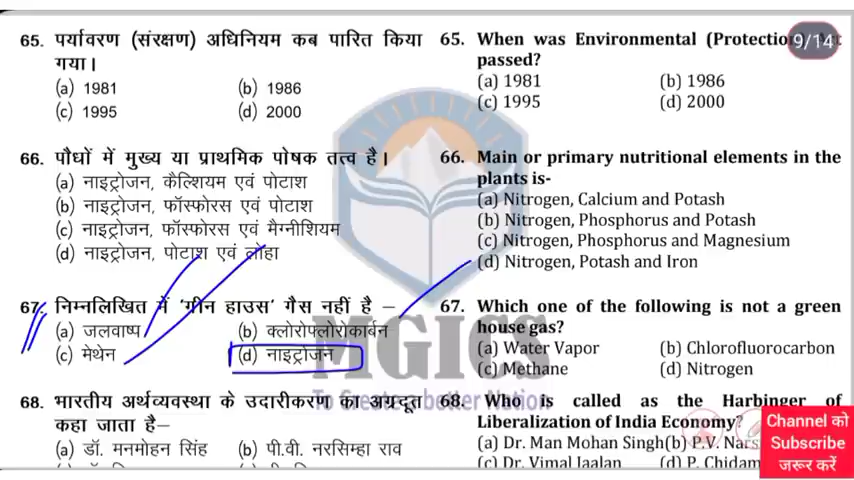 9/14
65. पर्यावरण (संरक्षण) अधिनियम कब पारित किया
गया।
(a) 1981 (b) 1986
(c) 1995 (d) 2000
66. पौधों में मुख्य या प्राथमिक पोषक तत्व है।
(a) नाइट्रोजन, कैल्शियम एवं पोटाश
(b) नाइट्रोजन, फॉस्फोरस एवं पोटाश
(c) नाइट्रोजन, फॉस्फोरस एवं मैग्नीशियम
(d) नाइट्रोजन, पोटाश एवं लोहा
67. निम्नलिखित में 'ग्रीन हाउस' गैस नहीं है –
(a) जलवाष्प (b) क्लोरोफ्लोरोकार्बन
(c) मेथेन (d) नाइट्रोजन
68. भारतीय अर्थव्यवस्था के उदारीकरण का अग्रदूत
कहा जाता है–
(a) डॉ. मनमोहन सिंह (b) पी.वी. नरसिम्हा राव
65. When was Environmental (Protection)
passed?
(a) 1981 (b) 1986
(c) 1995 (d) 2000
66. Main or primary nutritional elements in the
plants is-
(a) Nitrogen, Calcium and Potash
(b) Nitrogen, Phosphorus and Potash
(c) Nitrogen, Phosphorus and Magnesium
(d) Nitrogen, Potash and Iron
67. Which one of the following is not a green
house gas?
(a) Water Vapor (b) Chlorofluorocarbon
(c) Methane (d) Nitrogen
68. Who is called as the Harbinger of
Liberalization of India Economy?
(a) Dr. Man Mohan Singh (b) P.V.
(c) Dr. Vimal Jaalan (d) P.
MGICS
To Create a better Nation
Channel को
Subscribe
जरूर करें